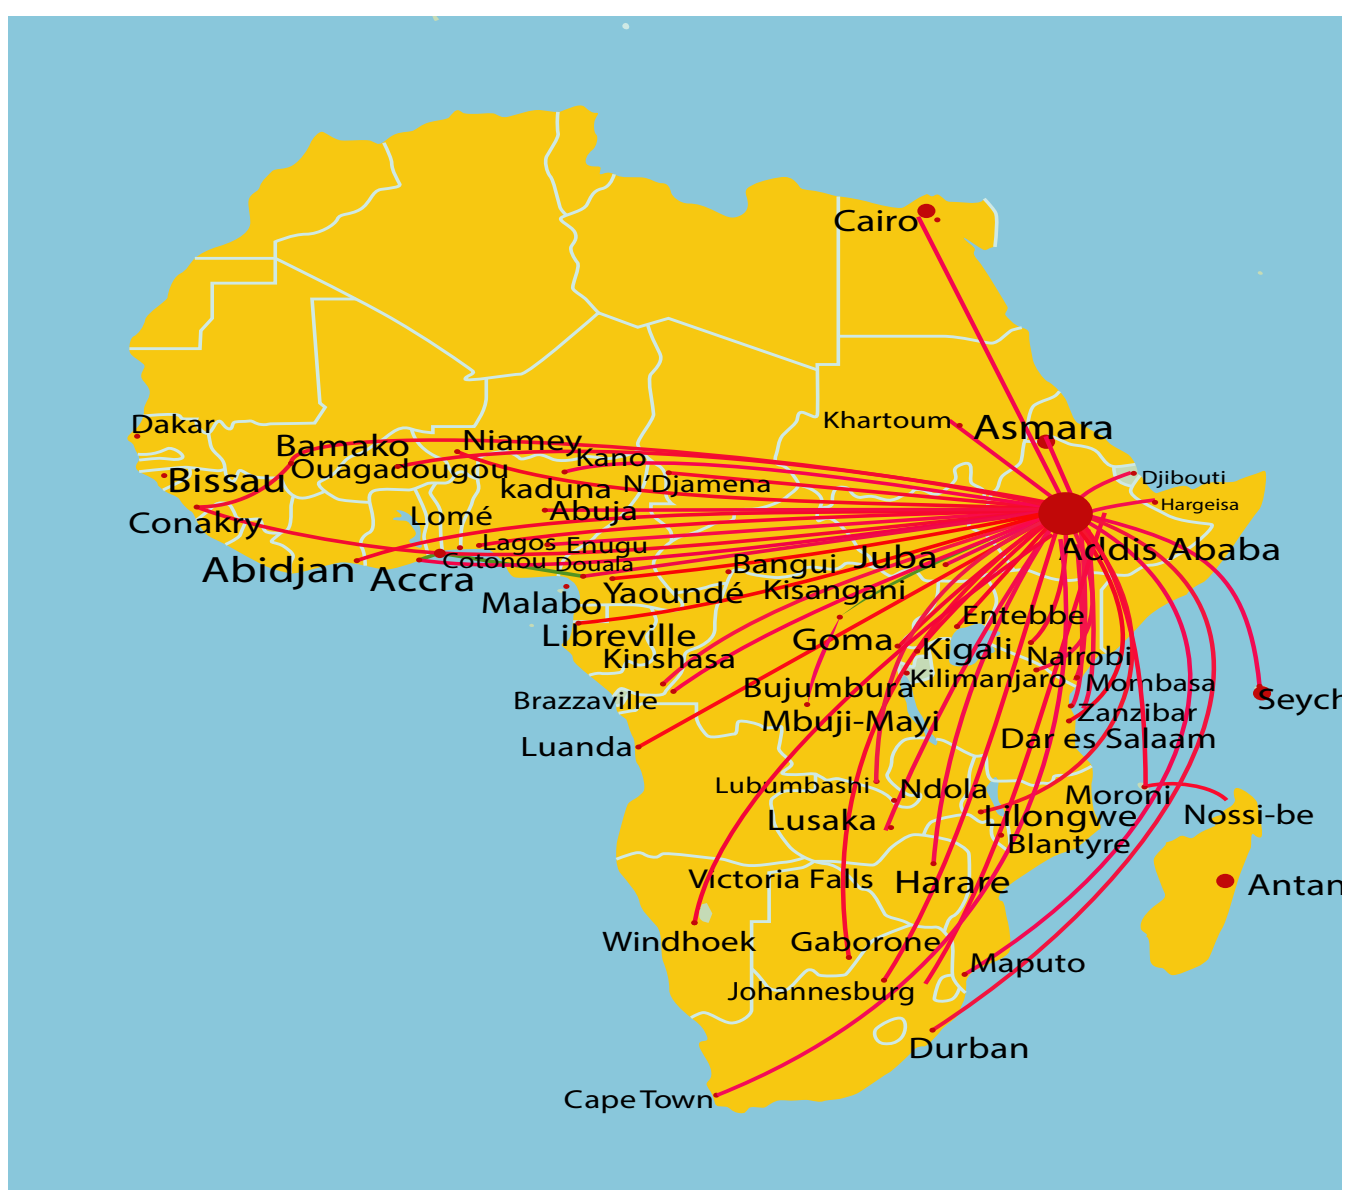 Cairo
Khartoum
Asmara
Dakar
Bamako
Niamey
Ouagadougou
Kano
Bissau
kaduna
N'Djamena
Djibouti
Hargeisa
Conakry
Lomé
Abuja
Abidjan
Accra
Lagos
Enugu
Cotonou
Douala
Bangui
Juba
Addis Ababa
Malabo
Yaoundé
Kisangani
Libreville
Entebbe
Kinshasa
Goma
Kigali
Nairobi
Brazzaville
Bujumbura
Kilimanjaro
Mombasa
Seych
Mbuji-Mayi
Zanzibar
Luanda
Dar es Salaam
Lubumbashi
Ndola
Moroni
Lusaka
Lilongwe
Nossi-be
Blantyre
Victoria Falls
Harare
Antan
Windhoek
Gaborone
Maputo
Johannesburg
Durban
Cape Town